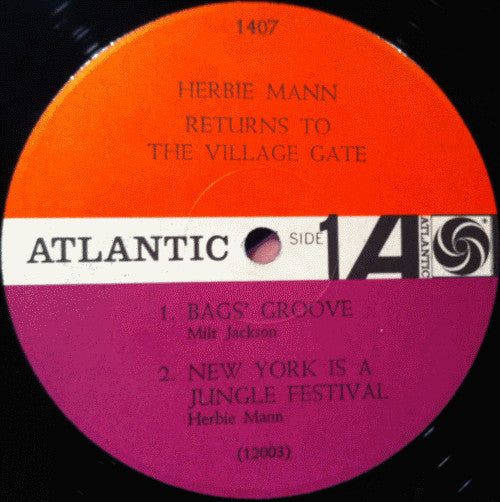 1407
HERBIE MANN
RETURNS TO
THE VILLAGE GATE
ATLANTIC SIDE 1 A ATLANTIC
1. BAGS' GROOVE
Milt Jackson
2. NEW YORK IS A
JUNGLE FESTIVAL
Herbie Mann
(12003)